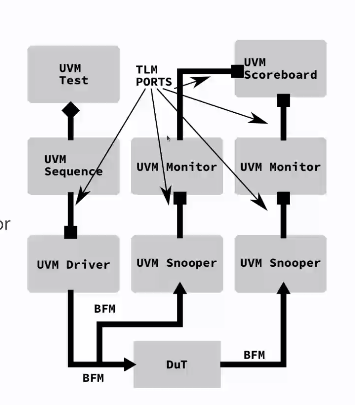 UVM
Test
TLM
PORTS
UVM
Scoreboard
UVM
Sequence
UVM Monitor
UVM Monitor
or
UVM Driver
UVM Snooper
UVM Snooper
BFM
DuT
BFM
BFM